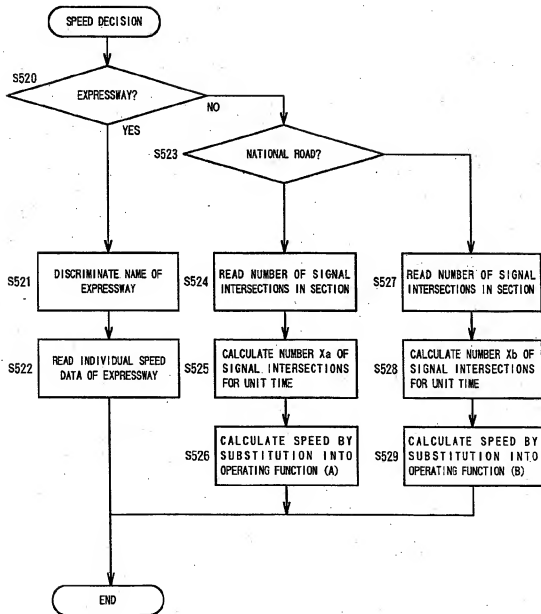 SPEED DECISION
S520
EXPRESSWAY?
NO
YES
S523
NATIONAL ROAD?
S521
DISCRIMINATE NAME OF
EXPRESSWAY
S524
READ NUMBER OF SIGNAL
INTERSECTIONS IN SECTION
S527
READ NUMBER OF SIGNAL
INTERSECTIONS IN SECTION
S522
READ INDIVIDUAL SPEED
DATA OF EXPRESSWAY
S525
CALCULATE NUMBER Xa OF
SIGNAL INTERSECTIONS
FOR UNIT TIME
S528
CALCULATE NUMBER Xb OF
SIGNAL INTERSECTIONS
FOR UNIT TIME
S526
CALCULATE SPEED BY
SUBSTITUTION INTO
OPERATING FUNCTION (A)
S529
CALCULATE SPEED BY
SUBSTITUTION INTO
OPERATING FUNCTION (B)
END